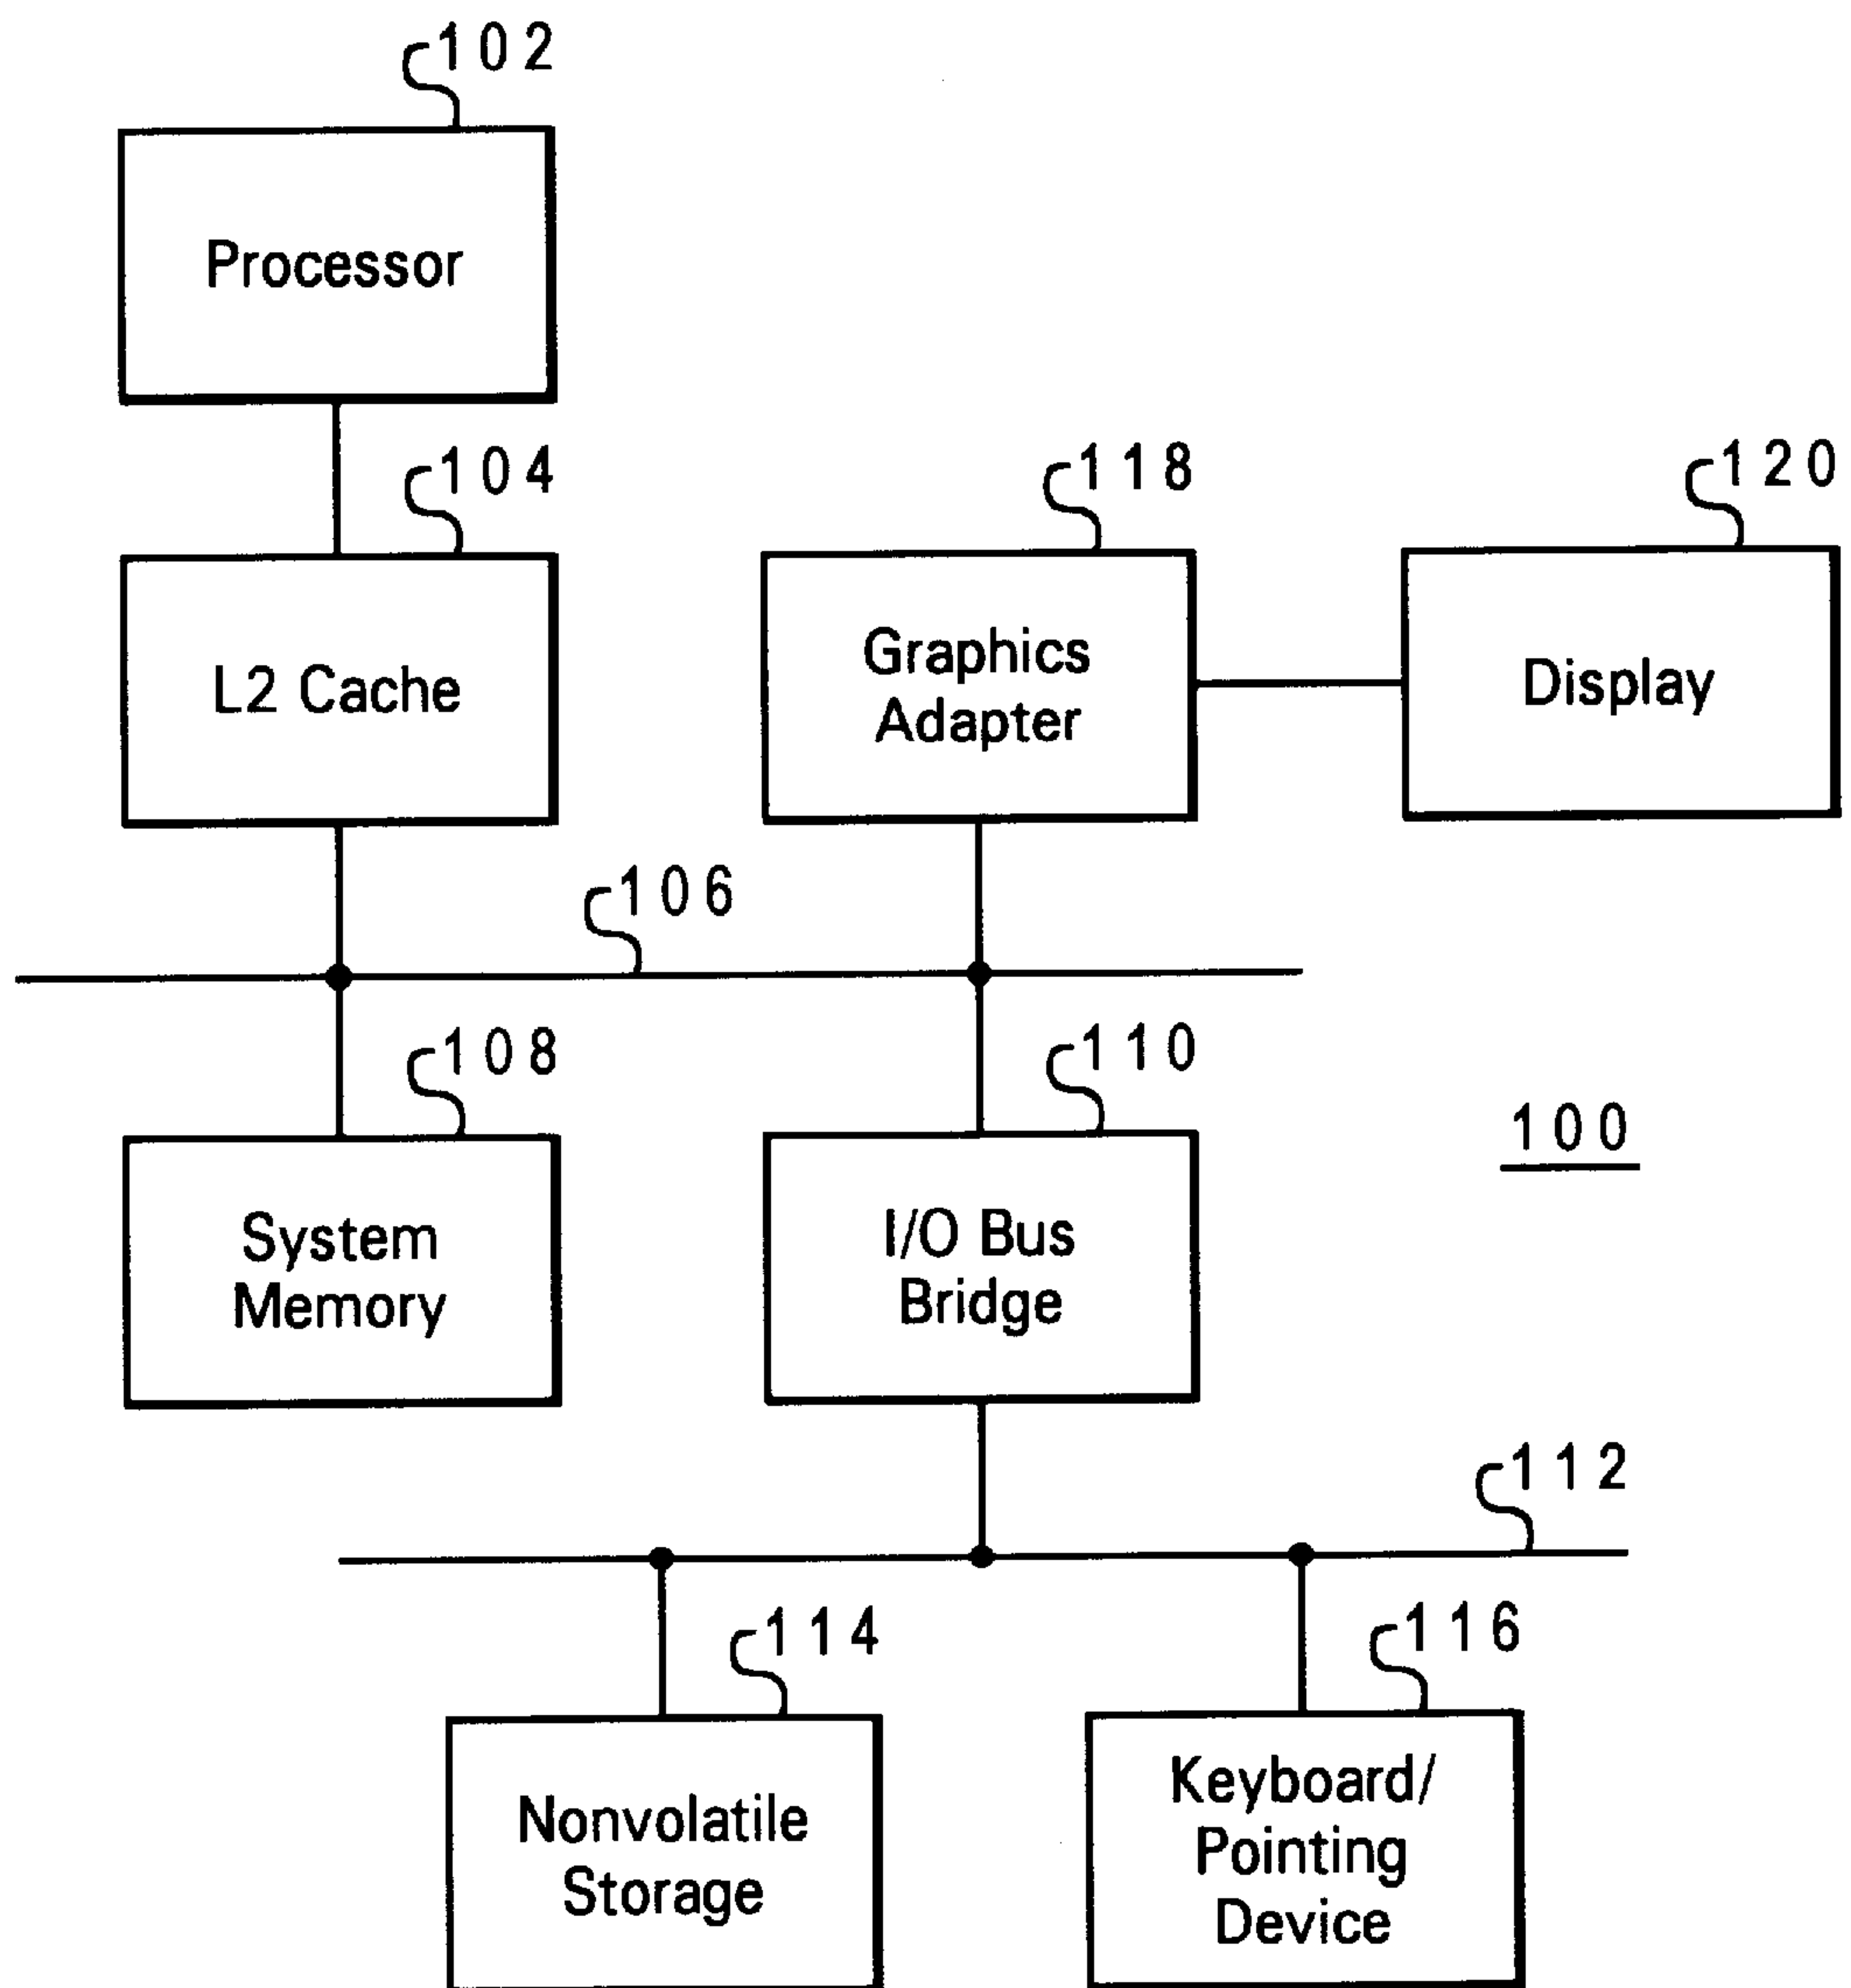 102
Processor
104
118
120
L2 Cache
Graphics
Adapter
Display
106
108
110
100
System
Memory
I/O Bus
Bridge
112
114
116
Nonvolatile
Storage
Keyboard/
Pointing
Device